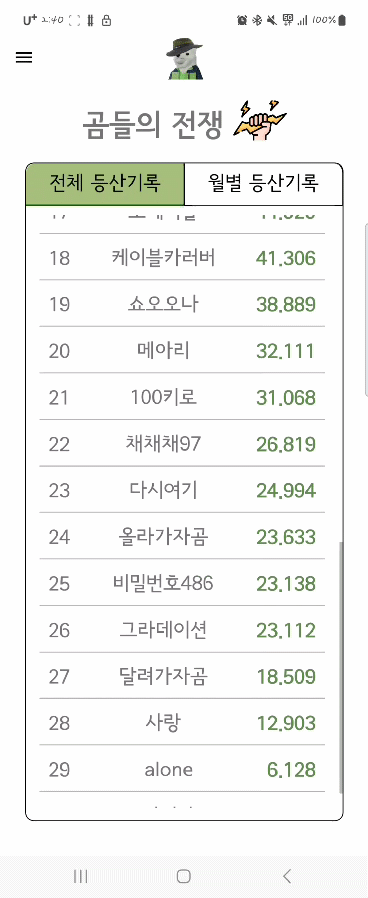 U+ 2:40 100%
곰들의 전쟁
전체 등산기록 월별 등산기록
18 케이블카러버 41.306
19 쇼오오나 38.889
20 메아리 32.111
21 100키로 31.068
22 채채채97 26.819
23 다시여기 24.994
24 올라가자곰 23.633
25 비밀번호486 23.138
26 그라데이션 23.112
27 달려가자곰 18.509
28 사랑 12.903
29 alone 6.128